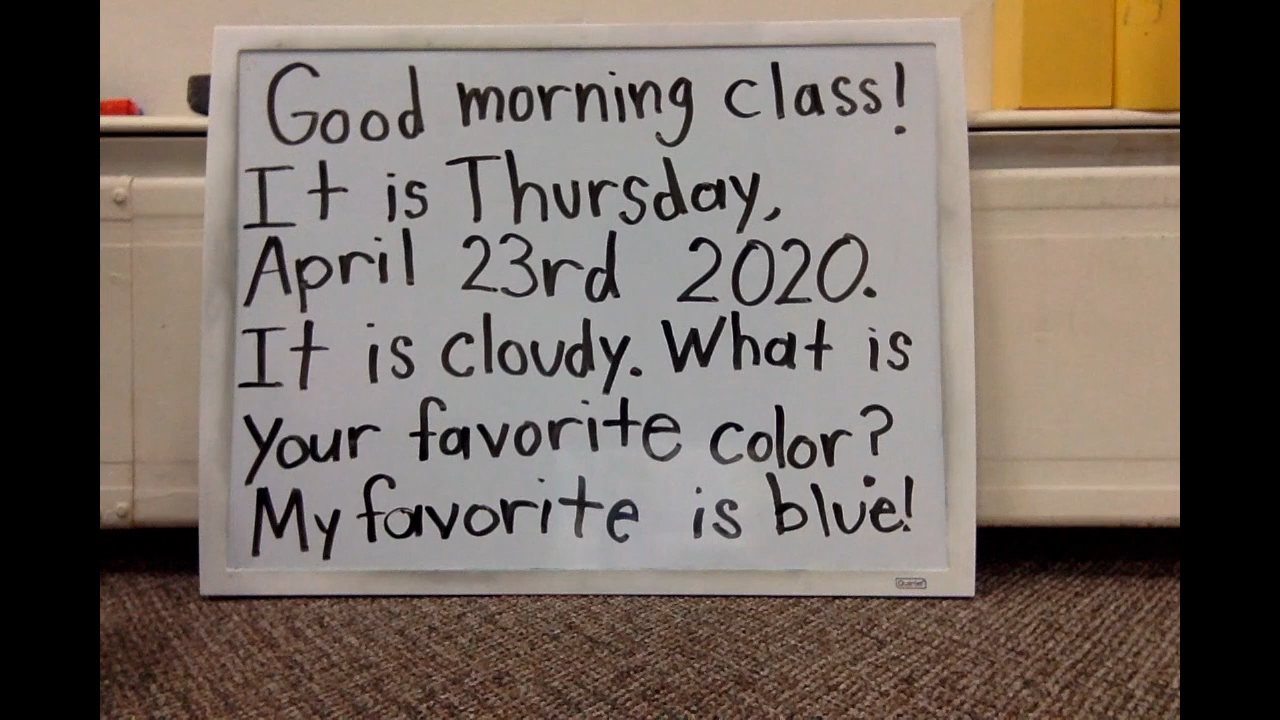 Good morning class!
It is Thursday,
April 23rd 2020.
It is cloudy. What is
your favorite color?
My favorite is blue!
Quartet